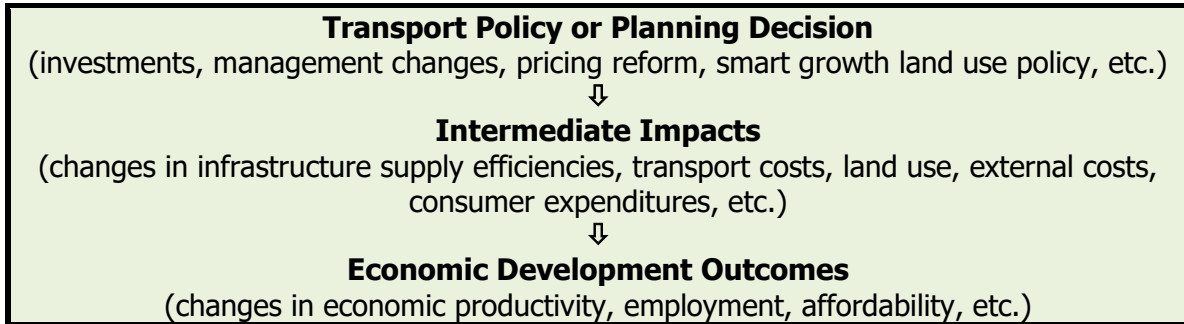 Transport Policy or Planning Decision
(investments, management changes, pricing reform, smart growth land use policy, etc.)
⇩
Intermediate Impacts
(changes in infrastructure supply efficiencies, transport costs, land use, external costs,
consumer expenditures, etc.)
⇩
Economic Development Outcomes
(changes in economic productivity, employment, affordability, etc.)